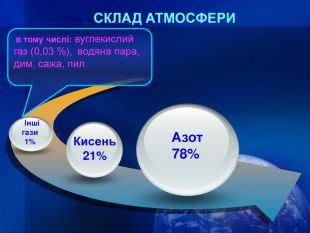 СКЛАД АТМОСФЕРИ
в тому числі: вуглекислий
газ (0,03 %), водяна пара,
дим, сажа, пил
Інші
гази
1%
Кисень
21%
Азот
78%